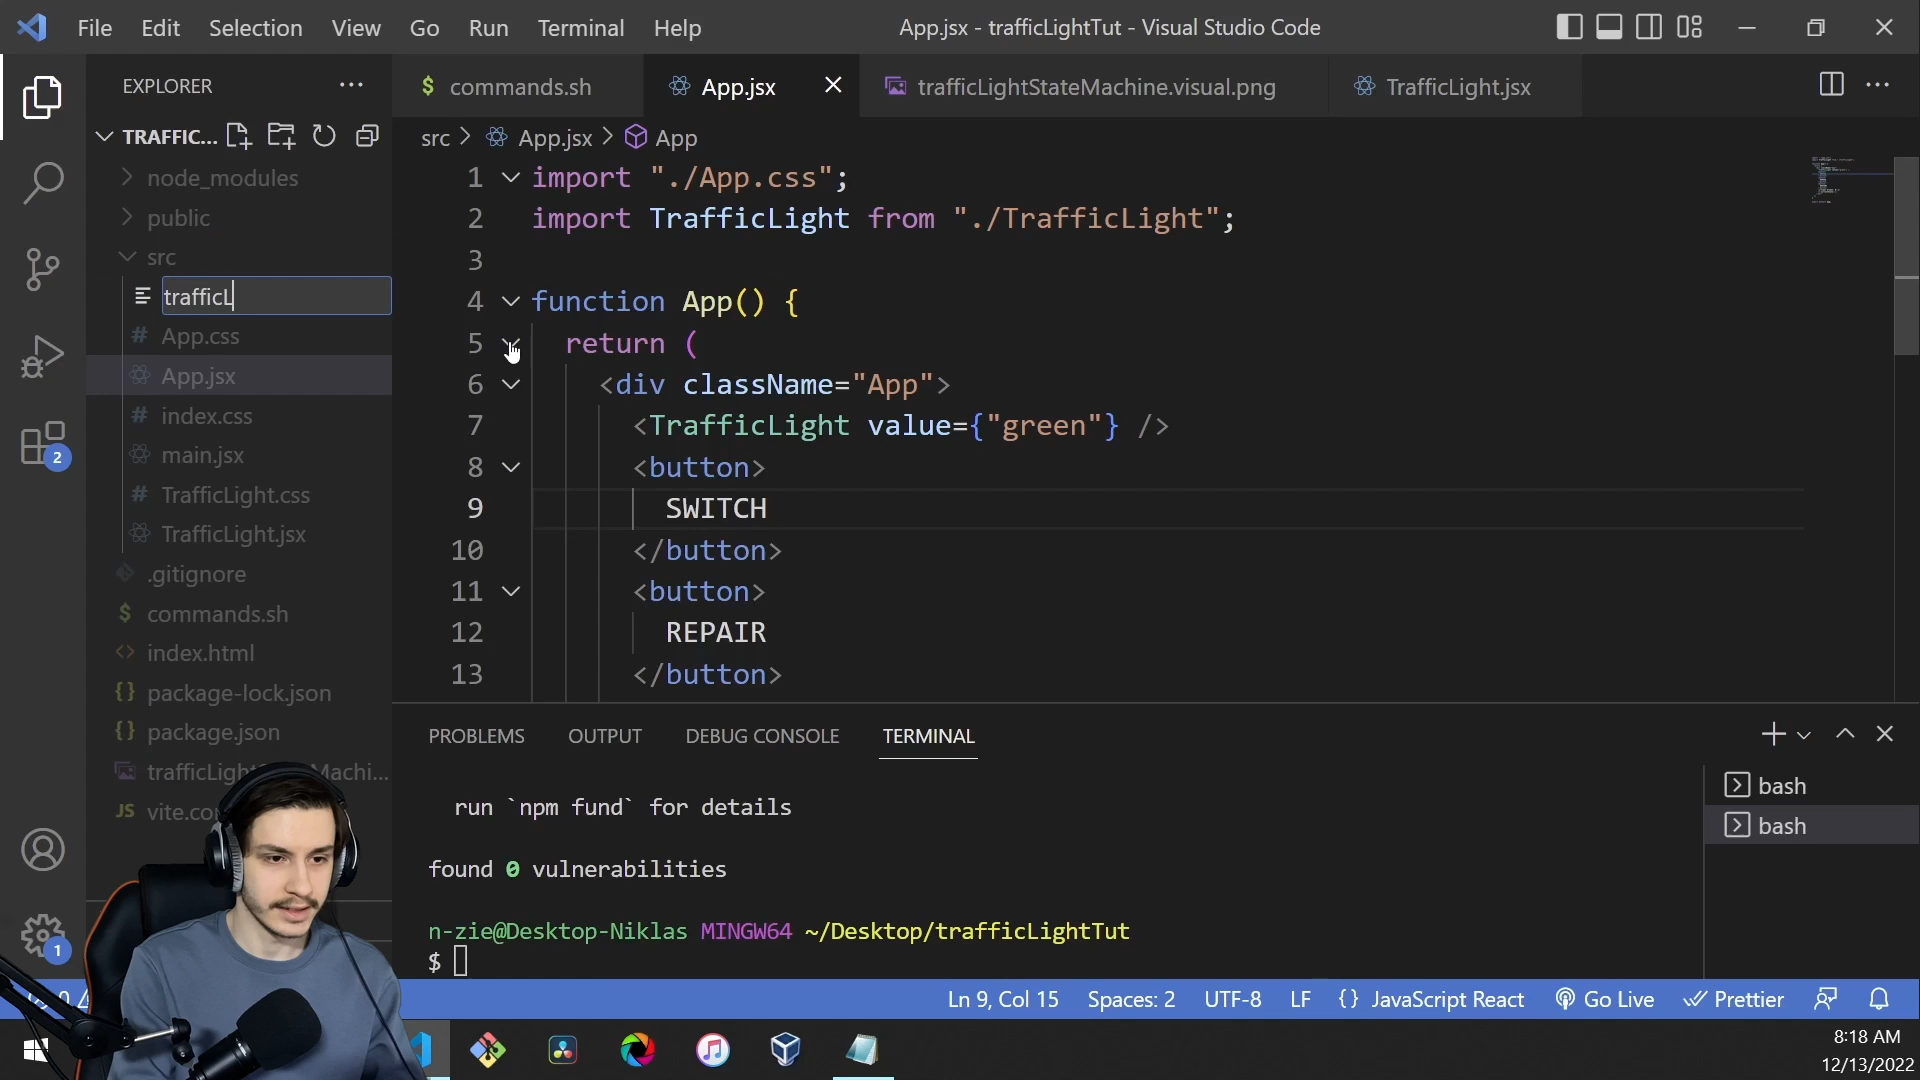 File Edit Selection View Go Run Terminal Help
App.jsx - trafficLightTut - Visual Studio Code
EXPLORER
commands.sh
App.jsx
trafficLightStateMachine.visual.png
TrafficLight.jsx
TRAFFIC...
src > App.jsx > App
node_modules
public
src
trafficL
App.css
App.jsx
index.css
main.jsx
TrafficLight.css
TrafficLight.jsx
.gitignore
commands.sh
index.html
package-lock.json
package.json
JS
1 import "./App.css";
2 import TrafficLight from "./TrafficLight";
3
4 function App() {
5 return (
6 <div className="App">
7 <TrafficLight value={"green"} />
8 <button>
9 SWITCH
10 </button>
11 <button>
12 REPAIR
13 </button>
2
1
PROBLEMS OUTPUT DEBUG CONSOLE TERMINAL
run `npm fund` for details
found 0 vulnerabilities
n-zie@Desktop-Niklas MINGW64 ~/Desktop/trafficLightTut
$
bash
bash
Ln 9, Col 15 Spaces: 2 UTF-8 LF {} JavaScript React Go Live Prettier
8:18 AM
12/13/2022